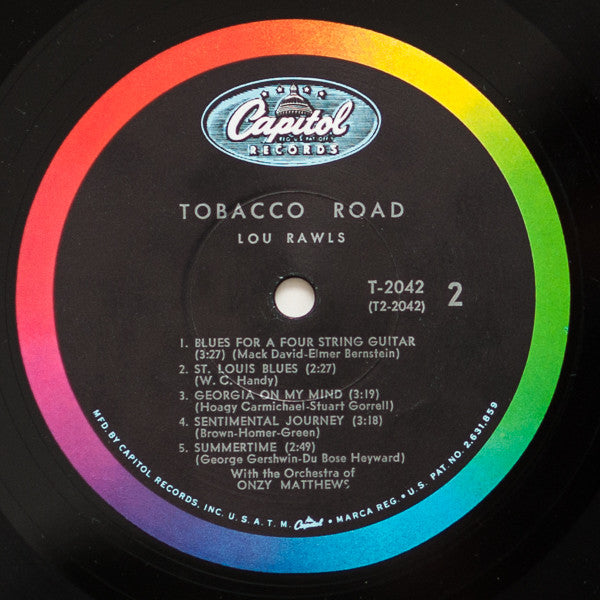 Capitol
REG. U.S. PAT. OFF.
RECORDS
TOBACCO ROAD
LOU RAWLS
T-2042
(T2-2042)
2
1. BLUES FOR A FOUR STRING GUITAR
(3:27) (Mack David-Elmer Bernstein)
2. ST. LOUIS BLUES (2:27)
(W. C. Handy)
3. GEORGIA ON MY MIND (3:19)
(Hoagy Carmichael-Stuart Gorrell)
4. SENTIMENTAL JOURNEY (3:18)
(Brown-Homer-Green)
5. SUMMERTIME (2:49)
(George Gershwin-Du Bose Heyward)
With the Orchestra of
ONZY MATTHEWS
MFD. BY CAPITOL RECORDS, INC. U. S. A. T. M. Capitol • MARCA REG. • U. S. PAT. NO. 2,631,859